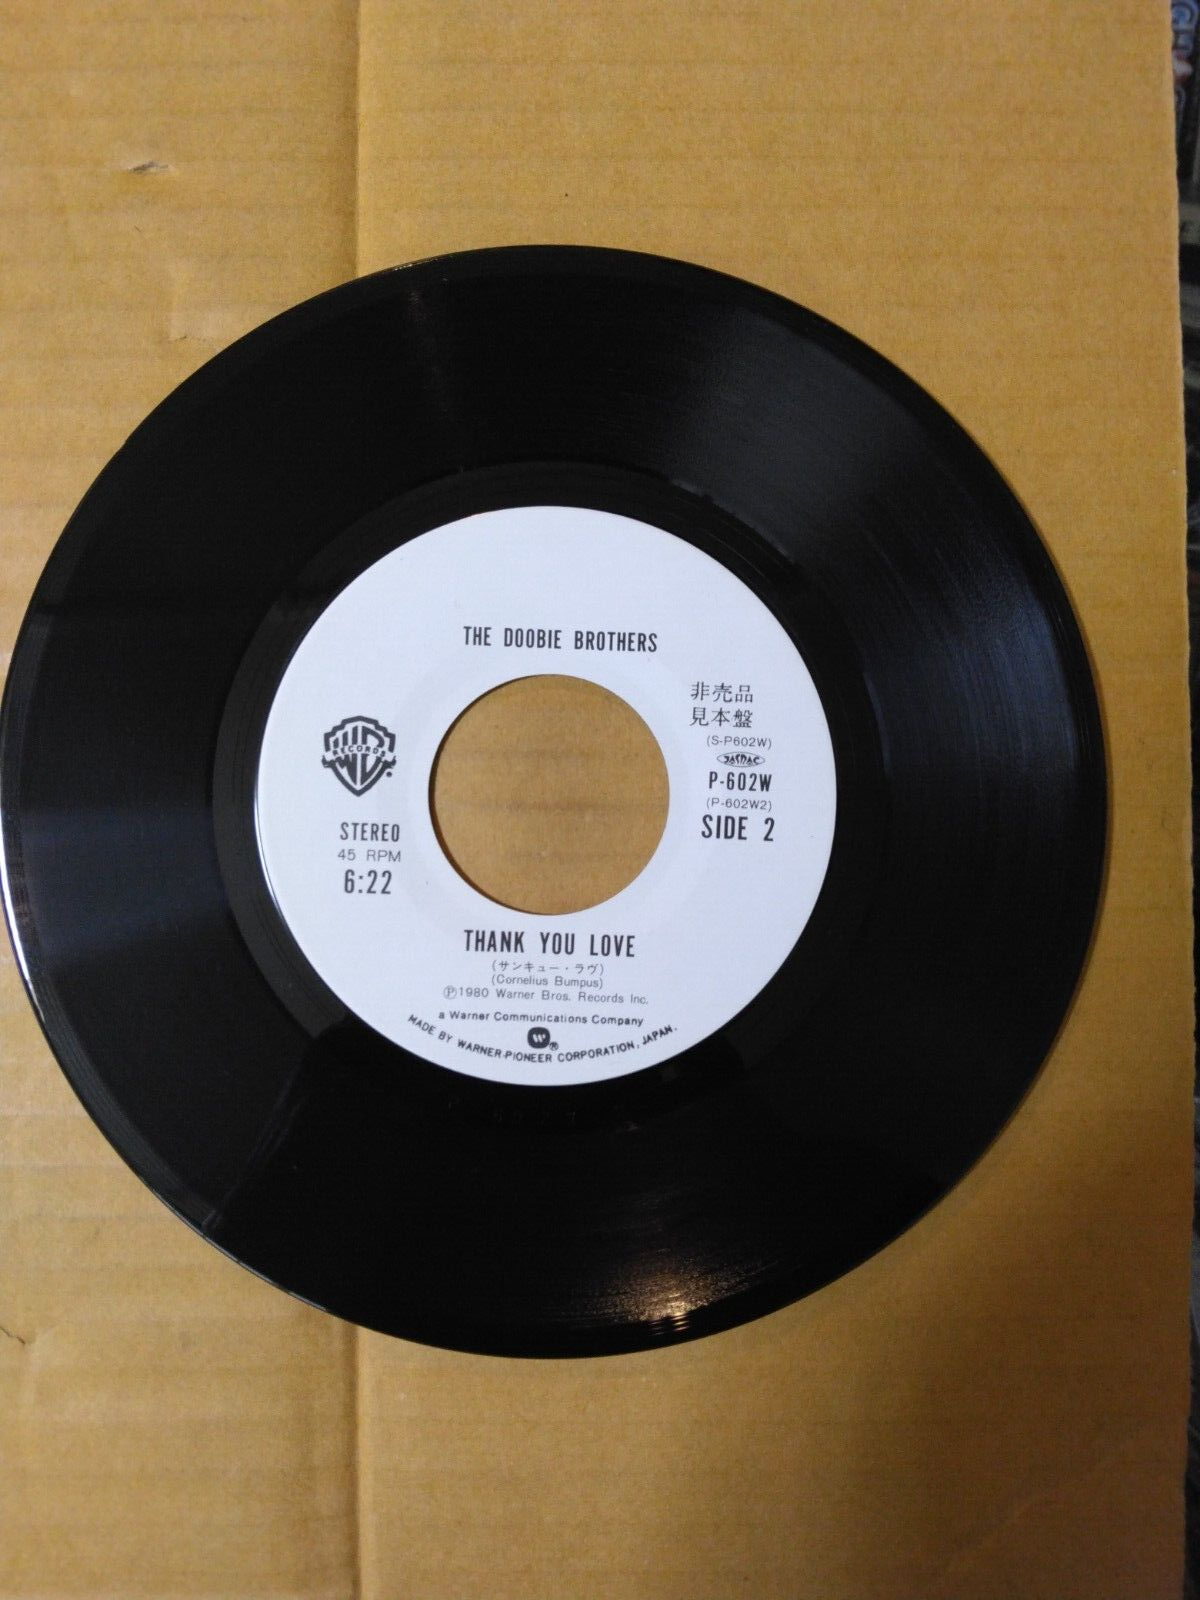 THE DOOBIE BROTHERS
非売品
見本盤
(S-P602W)
JASRAC
P-602W
(P-602W2)
SIDE 2
W RECORDS
STEREO
45 RPM
6:22
THANK YOU LOVE
(サンキュー・ラヴ)
(Cornelius Bumpus)
Ⓟ1980 Warner Bros. Records Inc.
a Warner Communications Company
W®
MADE BY WARNER-PIONEER CORPORATION, JAPAN.